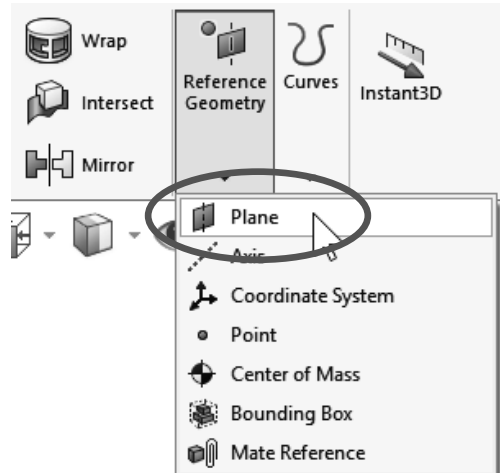 Wrap
Intersect
Mirror
Reference
Geometry
Curves
Instant3D
Plane
Axis
Coordinate System
Point
Center of Mass
Bounding Box
Mate Reference